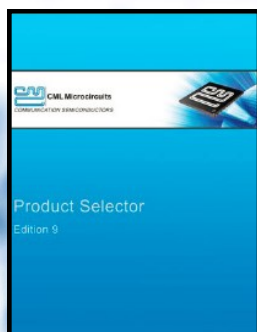 CML Microcircuits
COMMUNICATION SEMICONDUCTORS
Product Selector
Edition 9